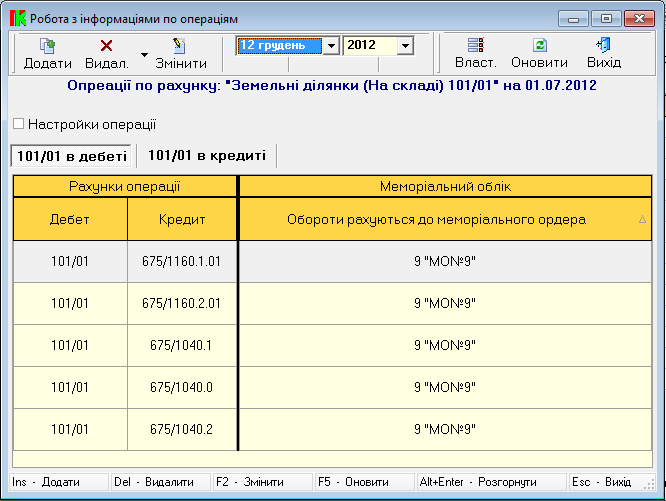 Робота з інформаціями по операціям
Додати Видал. Змінити 12 грудень 2012 Власт. Оновити Вихід
Опреації по рахунку: "Земельні ділянки (На складі) 101/01" на 01.07.2012
Настройки операції
101/01 в дебеті 101/01 в кредиті
Рахунки операції Меморіальний облік
Дебет Кредит Обороти рахуються до меморіального ордера
101/01 675/1160.1.01 9 "МО№9"
101/01 675/1160.2.01 9 "МО№9"
101/01 675/1040.1 9 "МО№9"
101/01 675/1040.0 9 "МО№9"
101/01 675/1040.2 9 "МО№9"
Ins - Додати Del - Видалити F2 - Змінити F5 - Оновити Alt+Enter - Розгорнути Esc - Вихід